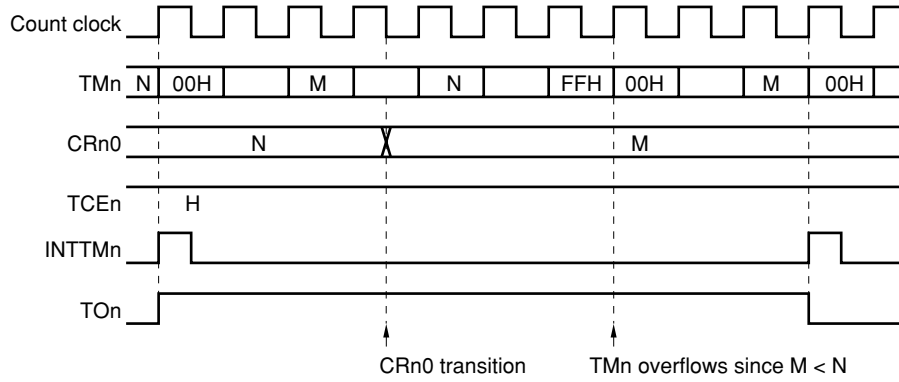 Count clock
TMn N 00H M N FFH 00H M 00H
CRn0 N M
TCEn H
INTTMn
TOn
CRn0 transition TMn overflows since M < N